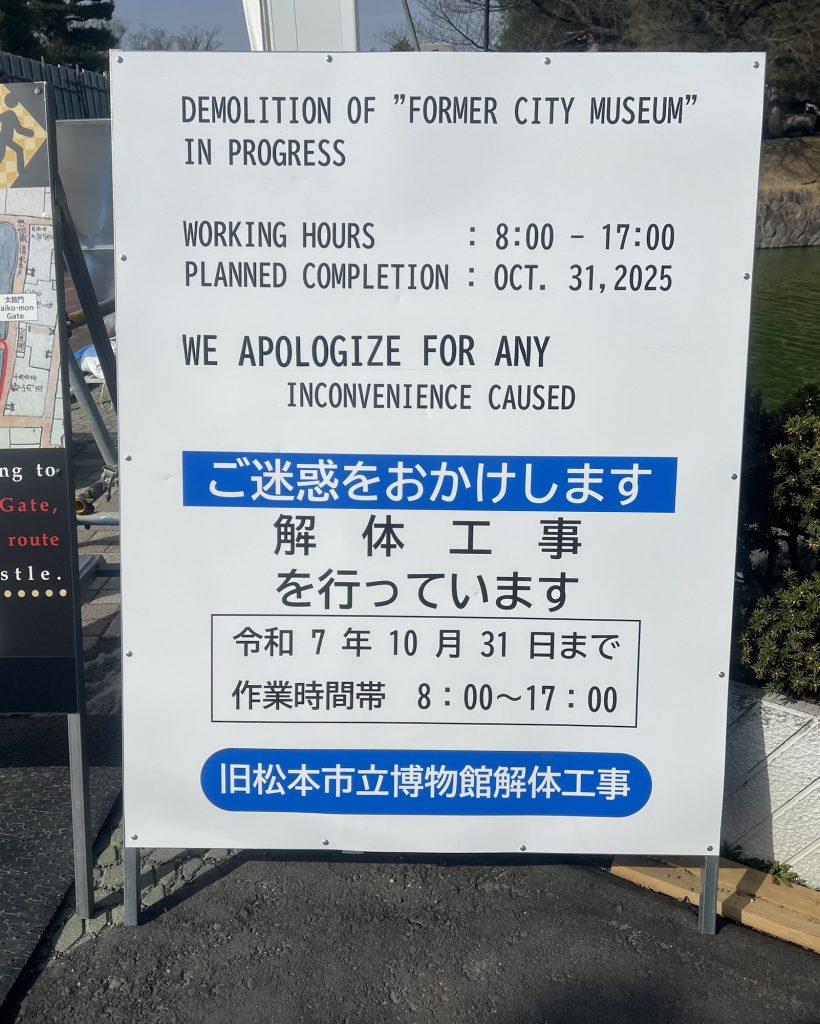 DEMOLITION OF "FORMER CITY MUSEUM"
IN PROGRESS
WORKING HOURS : 8:00 - 17:00
PLANNED COMPLETION : OCT. 31,2025
WE APOLOGIZE FOR ANY
INCONVENIENCE CAUSED
ご迷惑をおかけします
解体工事
を行っています
令和 7 年 10 月 31 日まで
作業時間帯 8:00～17:00
旧松本市立博物館解体工事
太鼓門
aiko-mon
Gate
ng to
Gate,
route
stle.